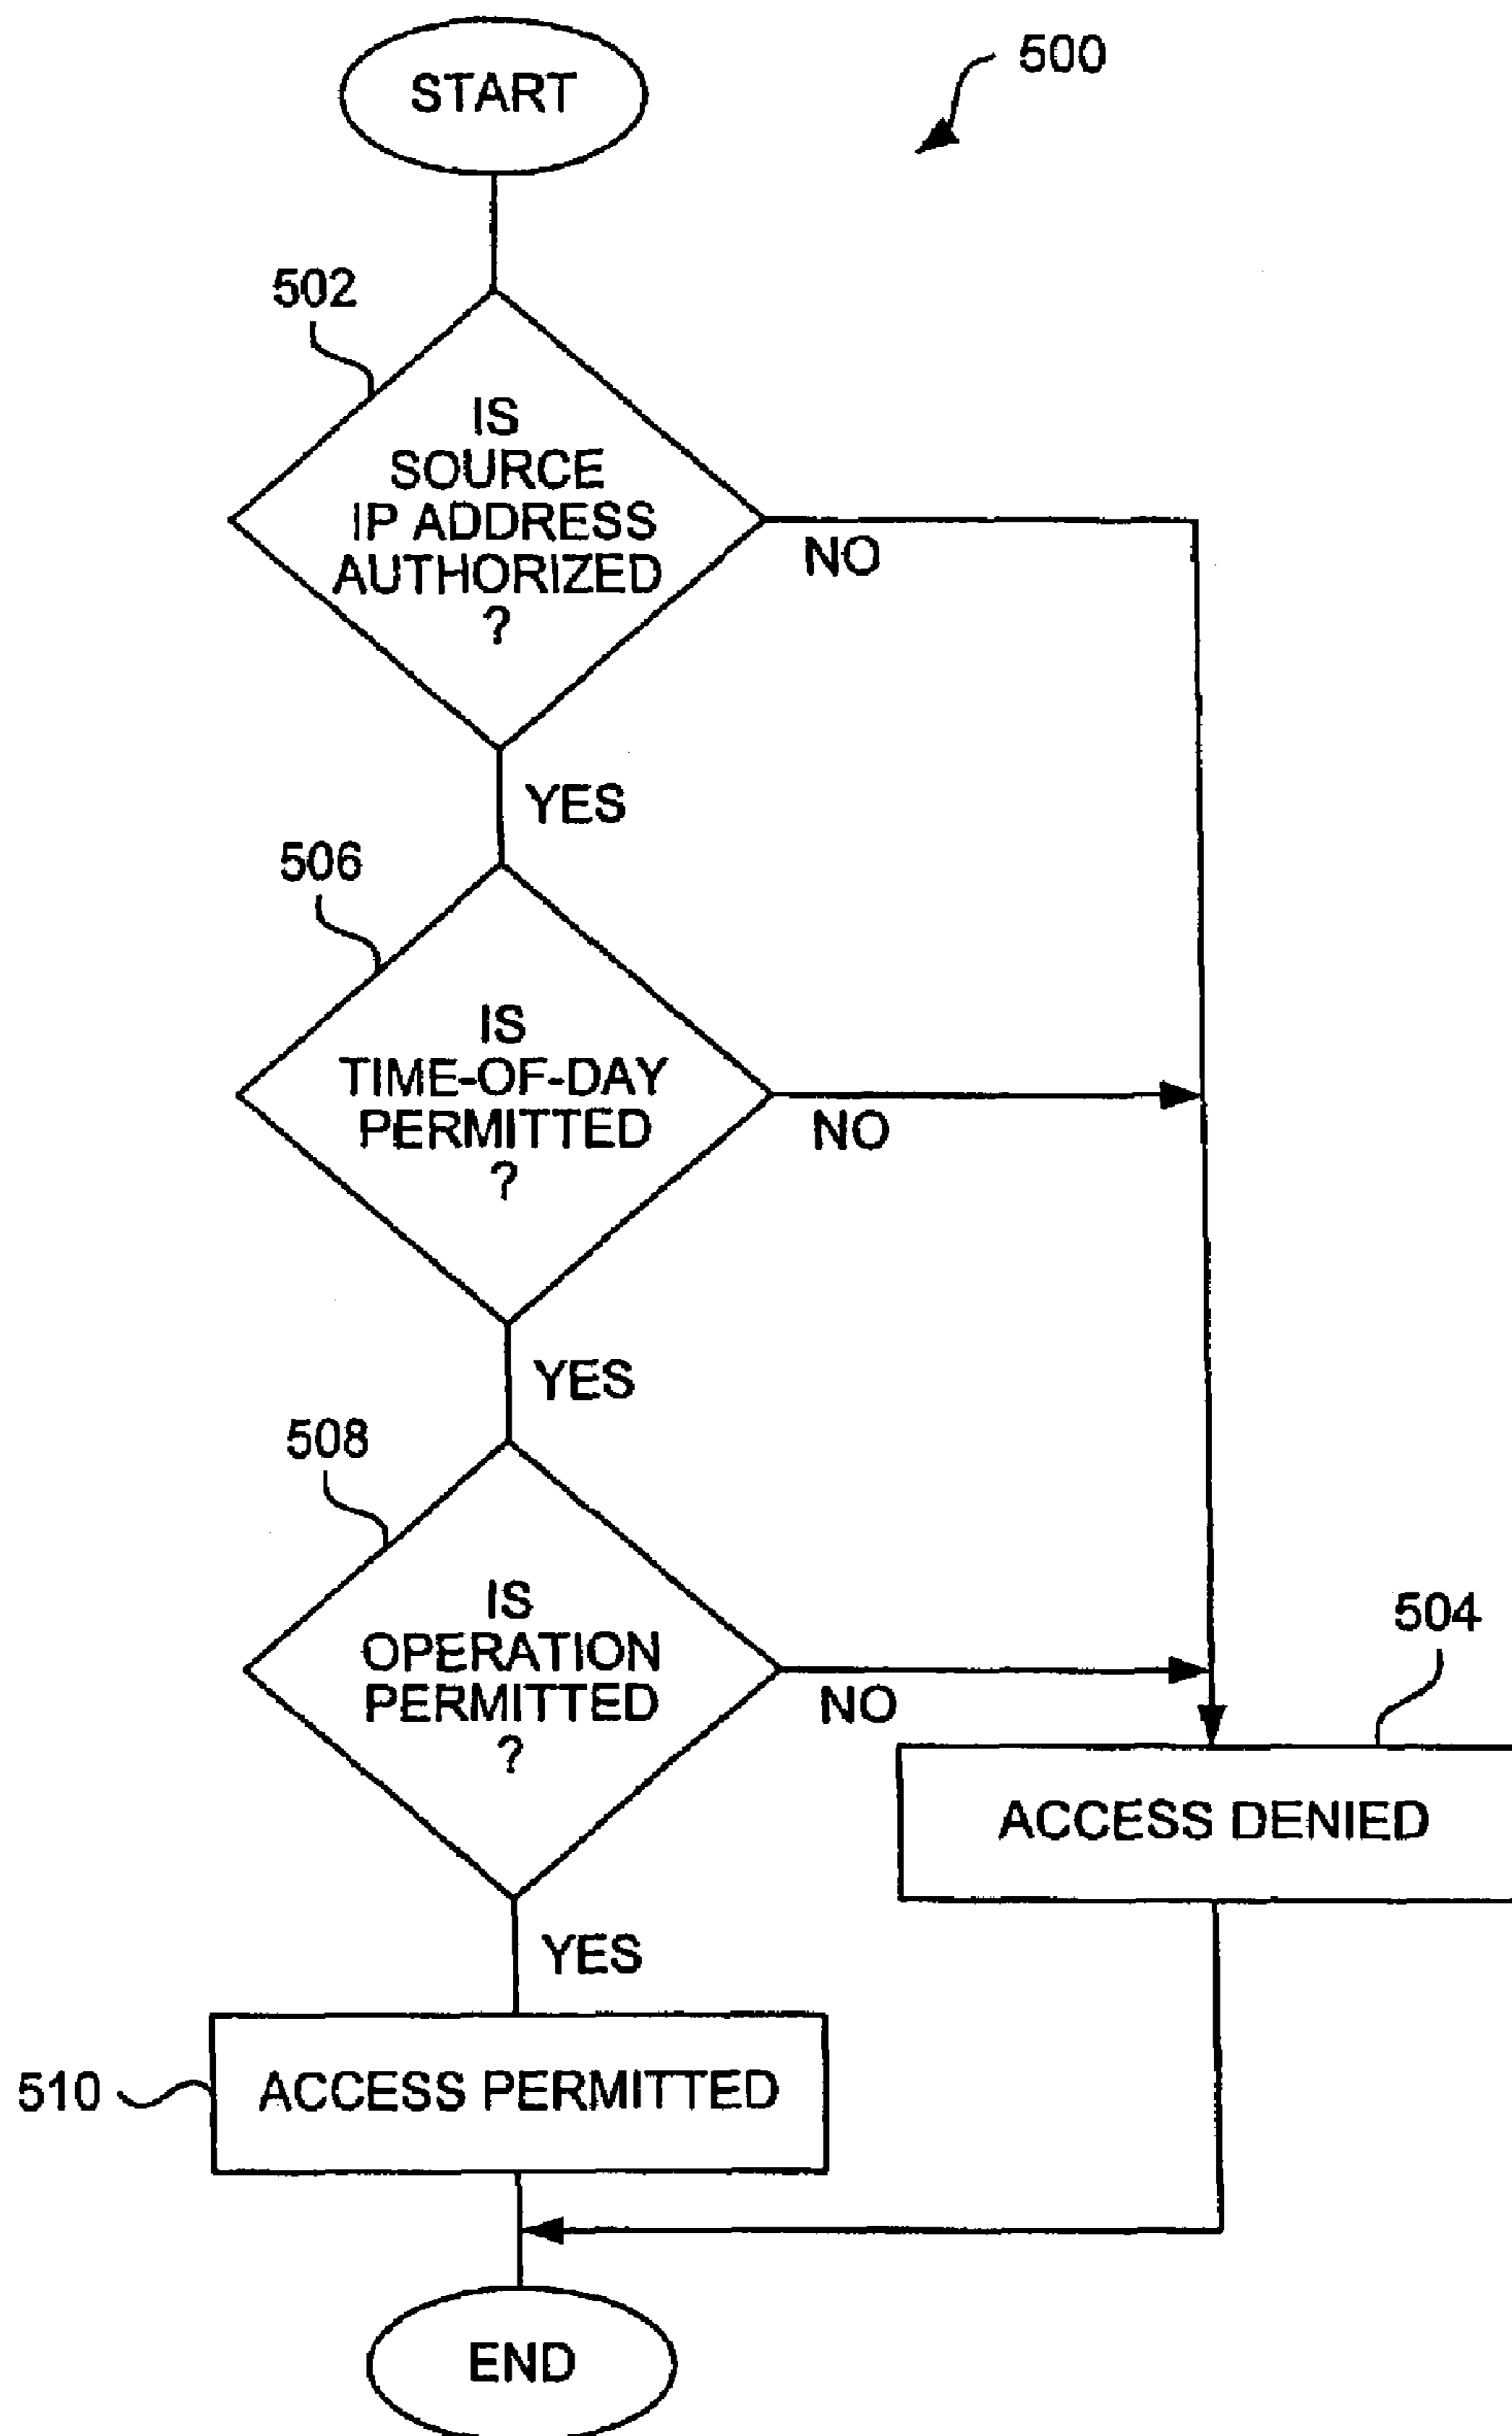 START
500
502
IS
SOURCE
IP ADDRESS
AUTHORIZED
?
NO
YES
506
IS
TIME-OF-DAY
PERMITTED
?
NO
YES
508
IS
OPERATION
PERMITTED
?
NO
504
ACCESS DENIED
YES
510
ACCESS PERMITTED
END